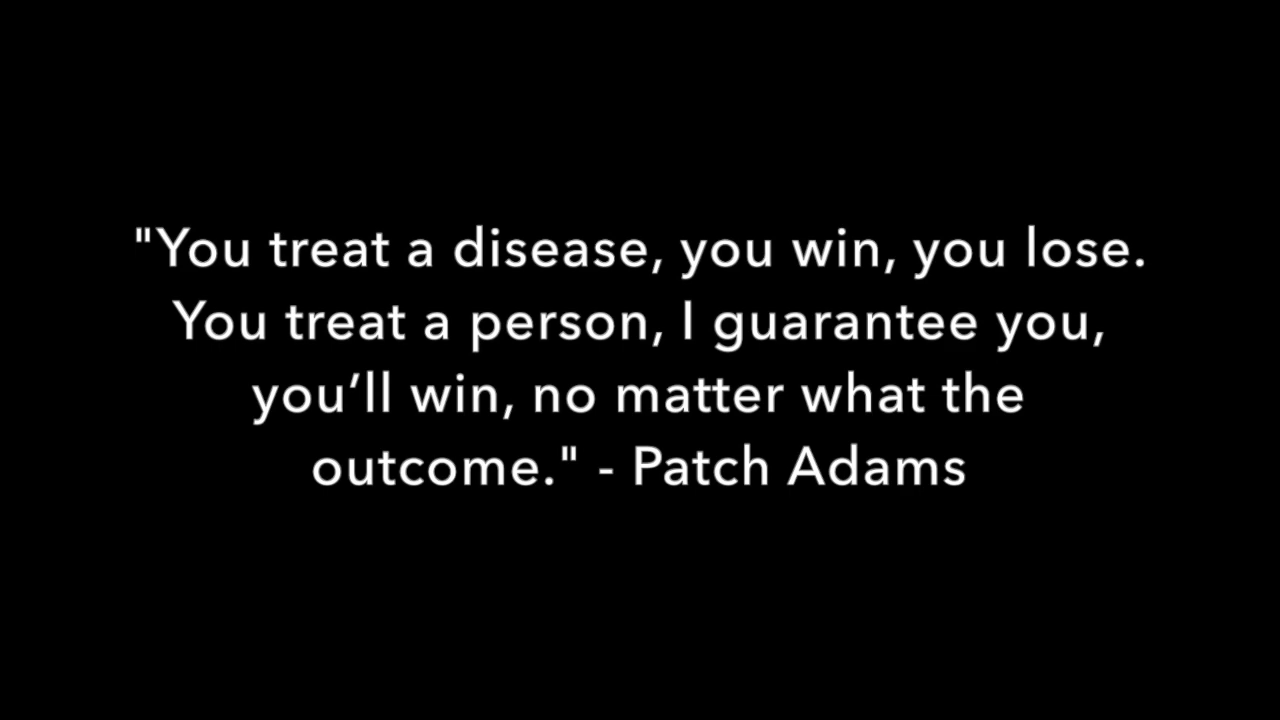 "You treat a disease, you win, you lose.
You treat a person, I guarantee you,
you’ll win, no matter what the
outcome." - Patch Adams